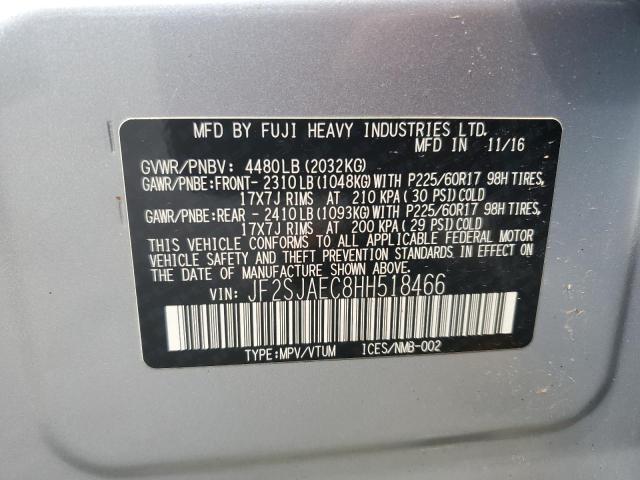 MFD BY FUJI HEAVY INDUSTRIES LTD.
MFD IN 11/16
GVWR/PNBV: 4480LB(2032KG)
GAWR/PNBE:FRONT- 2310LB(1048KG)WITH P225/60R17 98H TIRES,
17X7J RIMS AT 210 KPA( 30 PSI)COLD
GAWR/PNBE:REAR - 2410LB(1093KG)WITH P225/60R17 98H TIRES,
17X7J RIMS AT 200 KPA( 29 PSI)COLD
THIS VEHICLE CONFORMS TO ALL APPLICABLE FEDERAL MOTOR
VEHICLE SAFETY AND THEFT PREVENTION STANDARDS IN EFFECT ON
THE DATE OF MANUFACTURE SHOWN ABOVE.
VIN: JF2SJAEC8HH518466
TYPE:MPV/VTUM ICES/NMB-002